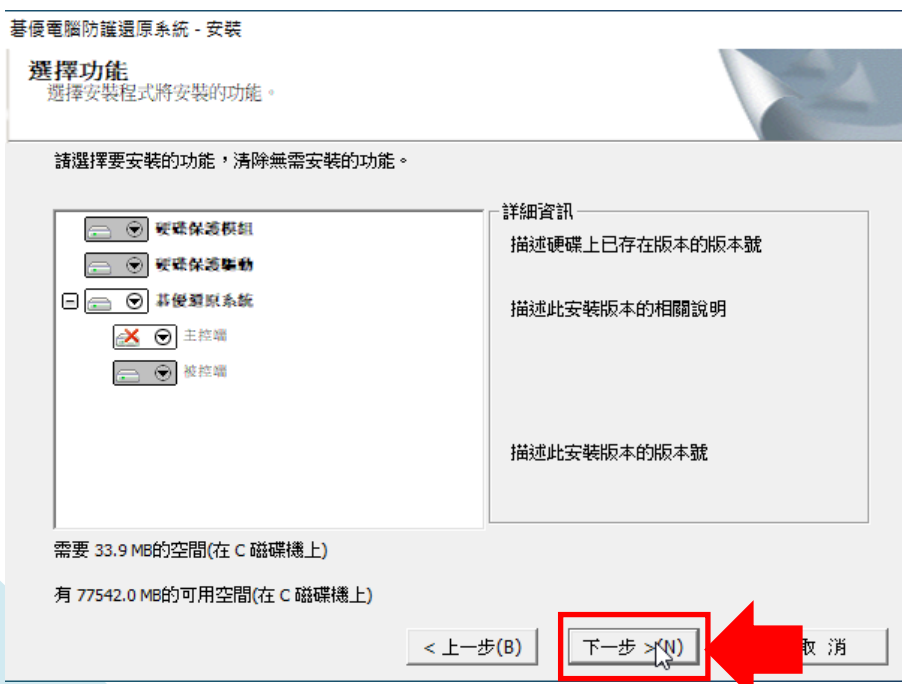 碁優電腦防護還原系統 - 安裝
選擇功能
選擇安裝程式將安裝的功能。
請選擇要安裝的功能，清除無需安裝的功能。
硬碟保護模組
硬碟保護驅動
碁優還原系統
主控端
被控端
詳細資訊
描述硬碟上已存在版本的版本號
描述此安裝版本的相關說明
描述此安裝版本的版本號
需要 33.9 MB的空間(在 C 磁碟機上)
有 77542.0 MB的可用空間(在 C 磁碟機上)
< 上一步(B)
下一步 >(N)
取 消